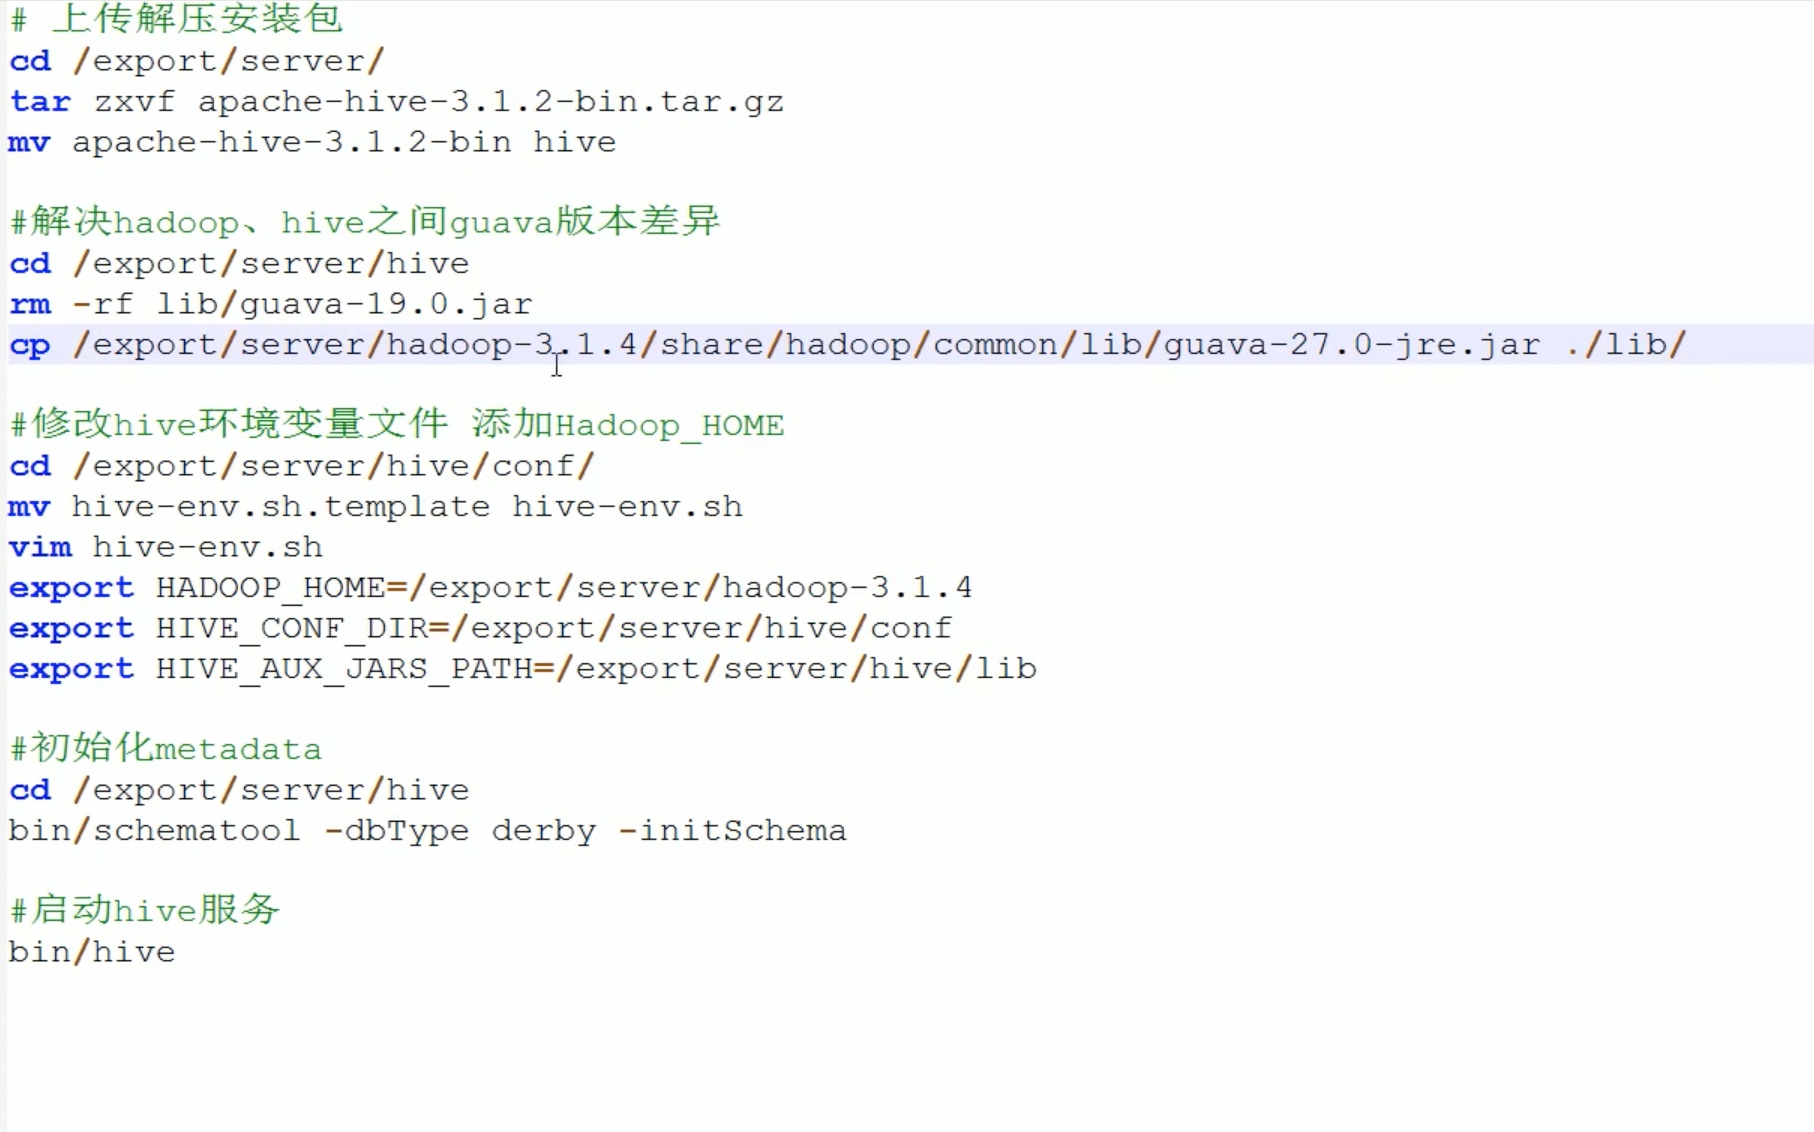 # 上传解压安装包
cd /export/server/
tar zxvf apache-hive-3.1.2-bin.tar.gz
mv apache-hive-3.1.2-bin hive
#解决hadoop、hive之间guava版本差异
cd /export/server/hive
rm -rf lib/guava-19.0.jar
cp /export/server/hadoop-3.1.4/share/hadoop/common/lib/guava-27.0-jre.jar ./lib/
#修改hive环境变量文件 添加Hadoop_HOME
cd /export/server/hive/conf/
mv hive-env.sh.template hive-env.sh
vim hive-env.sh
export HADOOP_HOME=/export/server/hadoop-3.1.4
export HIVE_CONF_DIR=/export/server/hive/conf
export HIVE_AUX_JARS_PATH=/export/server/hive/lib
#初始化metadata
cd /export/server/hive
bin/schematool -dbType derby -initSchema
#启动hive服务
bin/hive